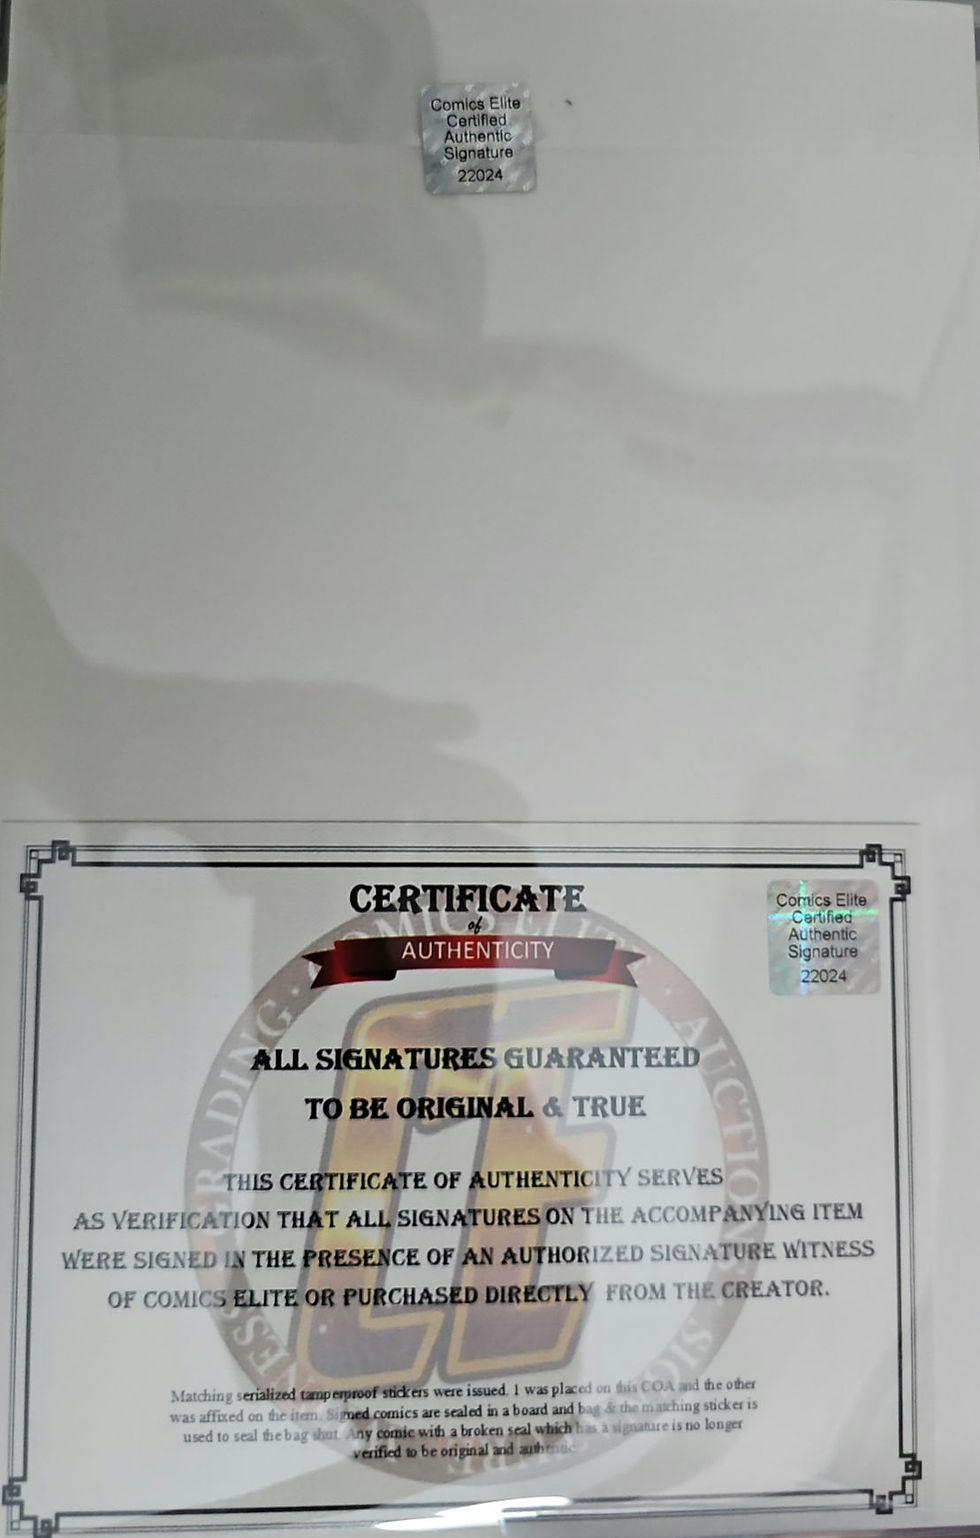 Comics Elite
Certified
Authentic
Signature
22024
CERTIFICATE
of
AUTHENTICITY
Comics Elite
Certified
Authentic
Signature
22024
ALL SIGNATURES GUARANTEED
TO BE ORIGINAL & TRUE
THIS CERTIFICATE OF AUTHENTICITY SERVES
AS VERIFICATION THAT ALL SIGNATURES ON THE ACCOMPANYING ITEM
WERE SIGNED IN THE PRESENCE OF AN AUTHORIZED SIGNATURE WITNESS
OF COMICS ELITE OR PURCHASED DIRECTLY FROM THE CREATOR.
Matching serialized tamperproof stickers were issued. 1 was placed on this COA and the other
was affixed on the item. Signed comics are sealed in a board and bag & the matching sticker is
used to seal the bag shut. Any comic with a broken seal which has a signature is no longer
verified to be original and authentic
COMICS ELITE
GRADING
CE